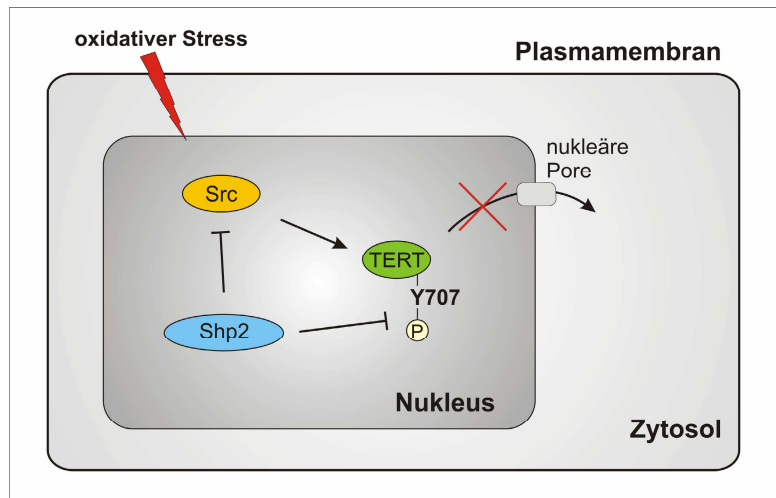 oxidativer Stress
Plasmamembran
nukleäre
Pore
Src
TERT
Y707
Shp2
P
Nukleus
Zytosol